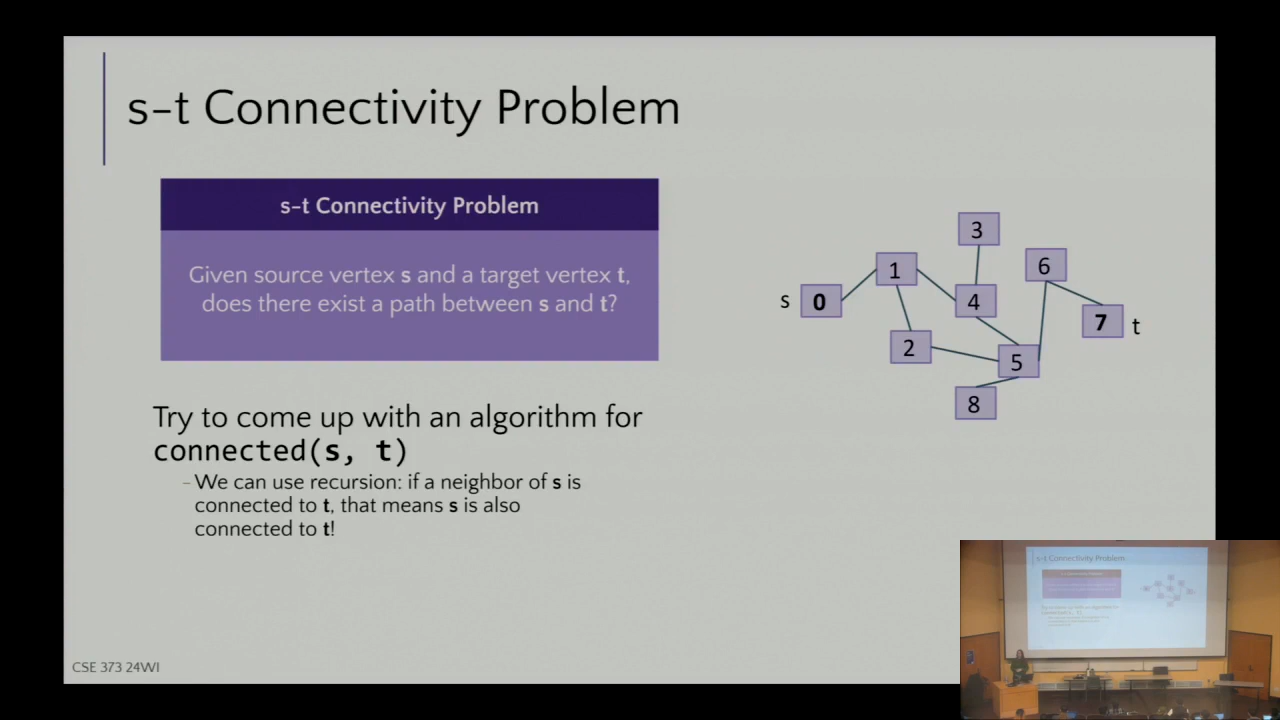 s-t Connectivity Problem
s-t Connectivity Problem
Given source vertex s and a target vertex t,
does there exist a path between s and t?
Try to come up with an algorithm for
connected(s, t)
-We can use recursion: if a neighbor of s is
connected to t, that means s is also
connected to t!
3
1
6
s 0
4
7 t
2
5
8
CSE 373 24WI
s-t Connectivity Problem